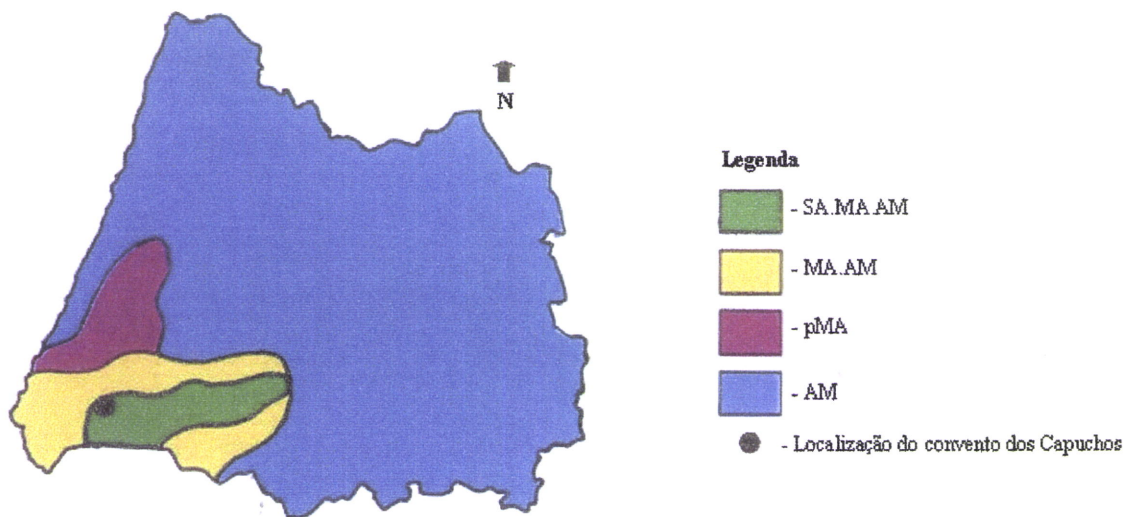 N
Legenda
- SA.MA.AM
- MA.AM
- pMA
- AM
- Localização do convento dos Capuchos